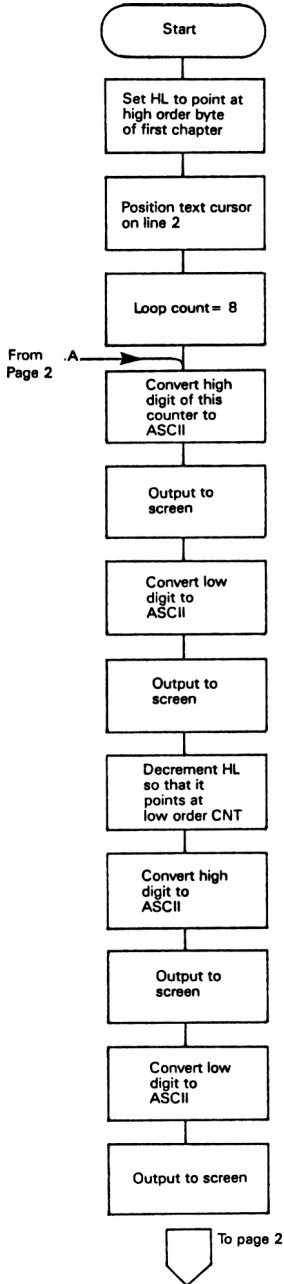 Start
Set HL to point at
high order byte
of first chapter
Position text cursor
on line 2
Loop count= 8
From
Page 2
.A
Convert high
digit of this
counter to
ASCII
Output to
screen
Convert low
digit to
ASCII
Output to
screen
Decrement HL
so that it
points at
low order CNT
Convert high
digit to
ASCII
Output to
screen
Convert low
digit to
ASCII
Output to screen
To page 2